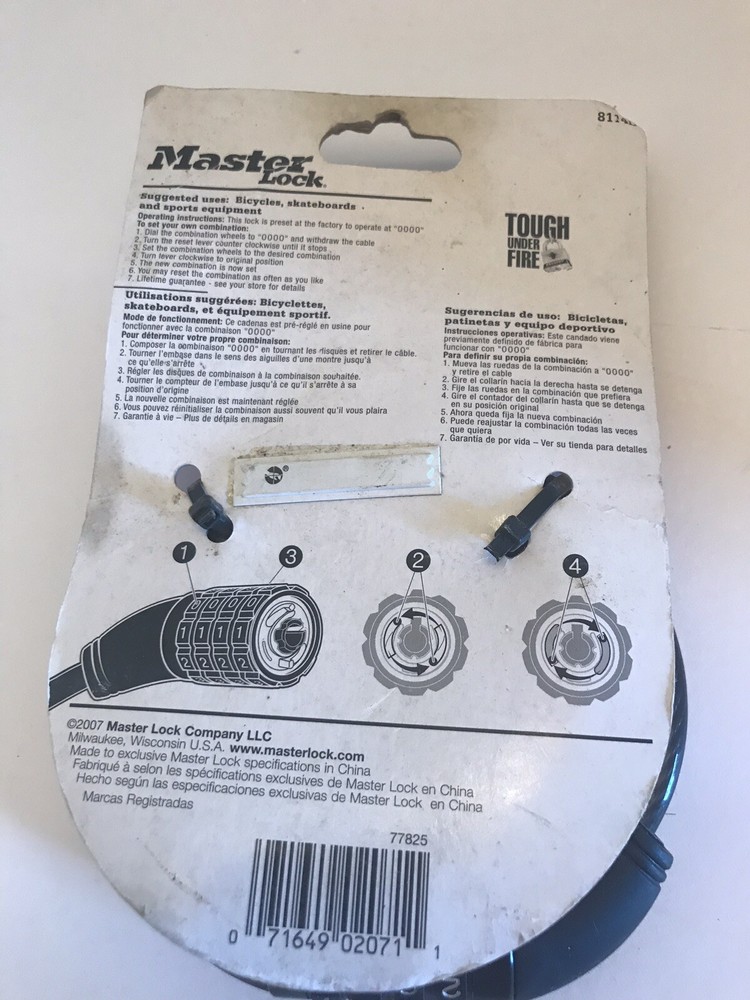 Master
Lock
Suggested uses: Bicycles, skateboards
and sports equipment
Operating instructions: This lock is preset at the factory to operate at "0000"
To set your own combination:
1. Dial the combination wheels to "0000" and withdraw the cable
2. Turn the reset lever counter clockwise until it stops
3. Set the combination wheels to the desired combination
4. Turn lever clockwise to original position
5. The new combination is now set
6. You may reset the combination as often as you like
7. Lifetime guarantee - see your store for details
TOUGH
UNDER
FIRE
Utilisations suggérées: Bicyclettes,
skateboards, et équipement sportif.
Mode de fonctionnement: Ce cadenas est pré-réglé en usine pour
fonctionner avec la combinaison "0000"
Pour déterminer votre propre combinaison:
1. Composer la combinaison "0000" en tournant les disques et retirer le câble.
2. Tourner l'embase dans le sens des aiguilles d'une montre jusqu'à
ce qu'elle s'arrête
3. Régler les disques de combinaison à la combinaison souhaitée.
4. Tourner le compteur de l'embase jusqu'à ce qu'il s'arrête à sa
position d'origine
5. La nouvelle combinaison est maintenant réglée
6. Vous pouvez réinitialiser la combinaison aussi souvent qu'il vous plaira
7. Garantie à vie – Plus de détails en magasin
Sugerencias de uso: Bicicletas,
patinetas y equipo deportivo
Instrucciones operativas: Este candado viene
previamente definido de fábrica para
funcionar con "0000"
Para definir su propia combinación:
1. Mueva las ruedas de la combinación a "0000"
y retire el cable
2. Gire el collarín hacia la derecha hasta se detenga
3. Fije las ruedas en la combinación que prefiera
4. Gire el contador del collarín hasta que se detenga
en su posición original
5. Ahora queda fija la nueva combinación
6. Puede reajustar la combinación todas las veces
que quiera
7. Garantía de por vida – Ver su tienda para detalles
1
3
2
4
0 0 0 0
1 1 1 1
2 2 2 2
©2007 Master Lock Company LLC
Milwaukee, Wisconsin U.S.A. www.masterlock.com
Made to exclusive Master Lock specifications in China
Fabriqué à selon les spécifications exclusives de Master Lock en China
Hecho según las especificaciones exclusivas de Master Lock en China
Marcas Registradas
77825
0 71649 02071 1